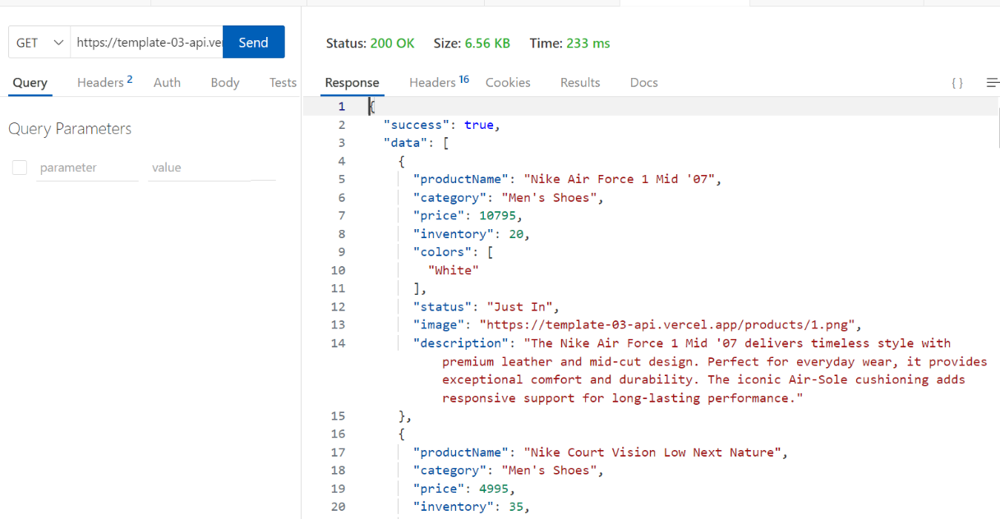 GET https://template-03-api.ver Send
Query Headers 2 Auth Body Tests
Query Parameters
parameter value
Status: 200 OK Size: 6.56 KB Time: 233 ms
Response Headers 16 Cookies Results Docs { }
1 {
2 "success": true,
3 "data": [
4 {
5 "productName": "Nike Air Force 1 Mid '07",
6 "category": "Men's Shoes",
7 "price": 10795,
8 "inventory": 20,
9 "colors": [
10 "White"
11 ],
12 "status": "Just In",
13 "image": "https://template-03-api.vercel.app/products/1.png",
14 "description": "The Nike Air Force 1 Mid '07 delivers timeless style with
premium leather and mid-cut design. Perfect for everyday wear, it provides
exceptional comfort and durability. The iconic Air-Sole cushioning adds
responsive support for long-lasting performance."
15 },
16 {
17 "productName": "Nike Court Vision Low Next Nature",
18 "category": "Men's Shoes",
19 "price": 4995,
20 "inventory": 35,